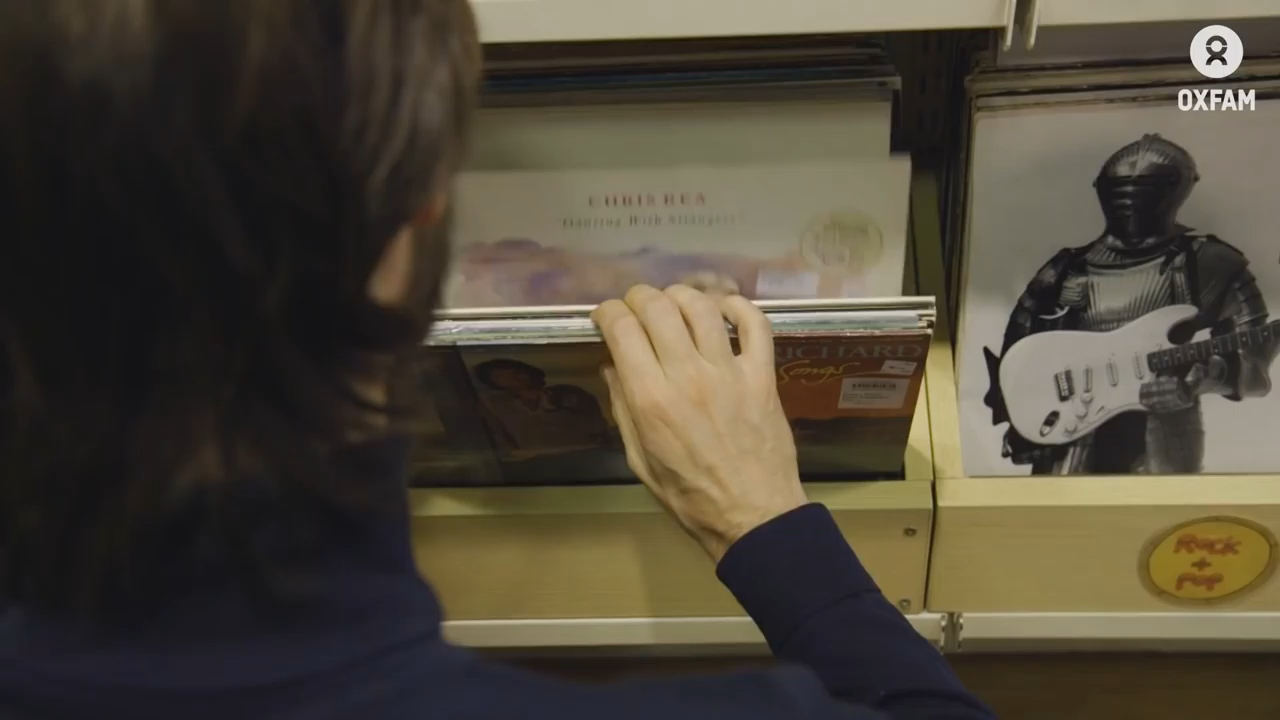 OXFAM
CHRIS REA
"Dancing With Strangers"
RICHARD
Songs
Rock
+
Pop